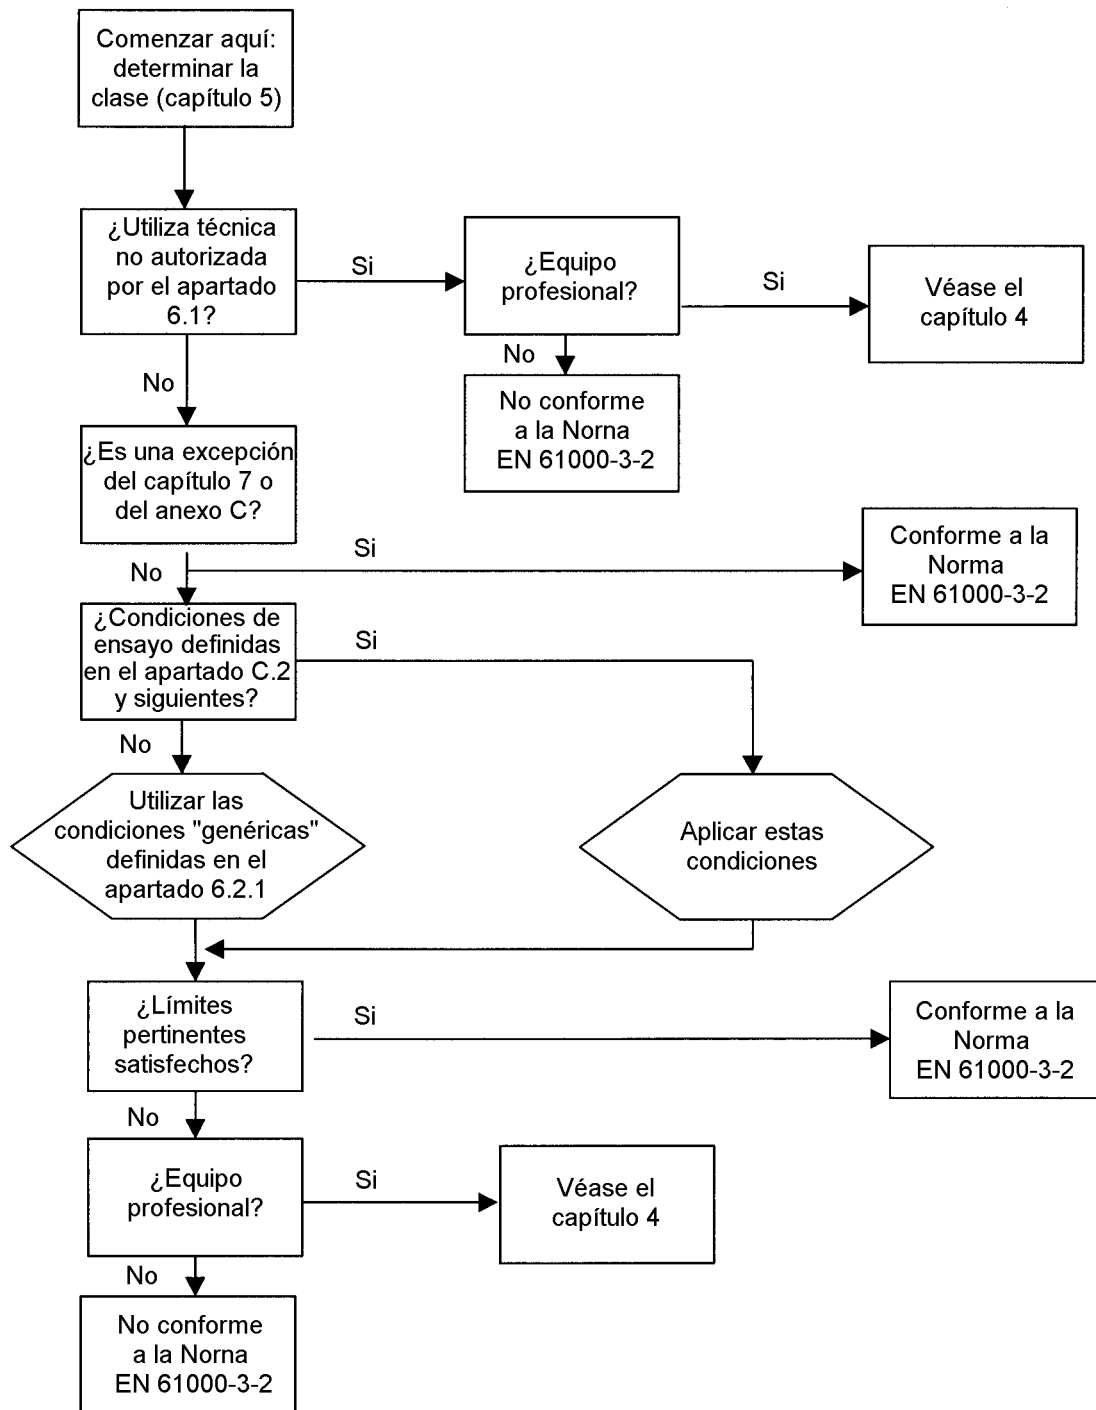 Comenzar aquí:
determinar la
clase (capítulo 5)
¿Utiliza técnica
no autorizada
por el apartado
6.1?
Si
¿Equipo
profesional?
Si
Véase el
capítulo 4
No
No
No conforme
a la Norna
EN 61000-3-2
¿Es una excepción
del capítulo 7 o
del anexo C?
Si
Conforme a la
Norma
EN 61000-3-2
No
¿Condiciones de
ensayo definidas
en el apartado C.2
y siguientes?
Si
No
Utilizar las
condiciones "genéricas"
definidas en el
apartado 6.2.1
Aplicar estas
condiciones
¿Límites
pertinentes
satisfechos?
Si
Conforme a la
Norma
EN 61000-3-2
No
¿Equipo
profesional?
Si
Véase el
capítulo 4
No
No conforme
a la Norna
EN 61000-3-2